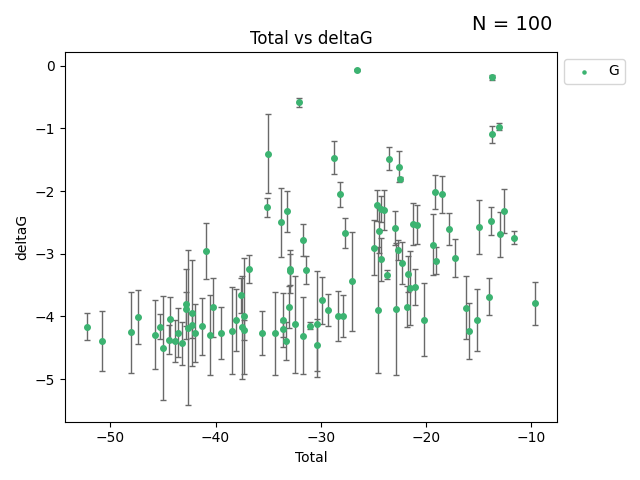 N = 100
Total vs deltaG
G
deltaG
0
−1
−2
−3
−4
−5
−50 −40 −30 −20 −10
Total